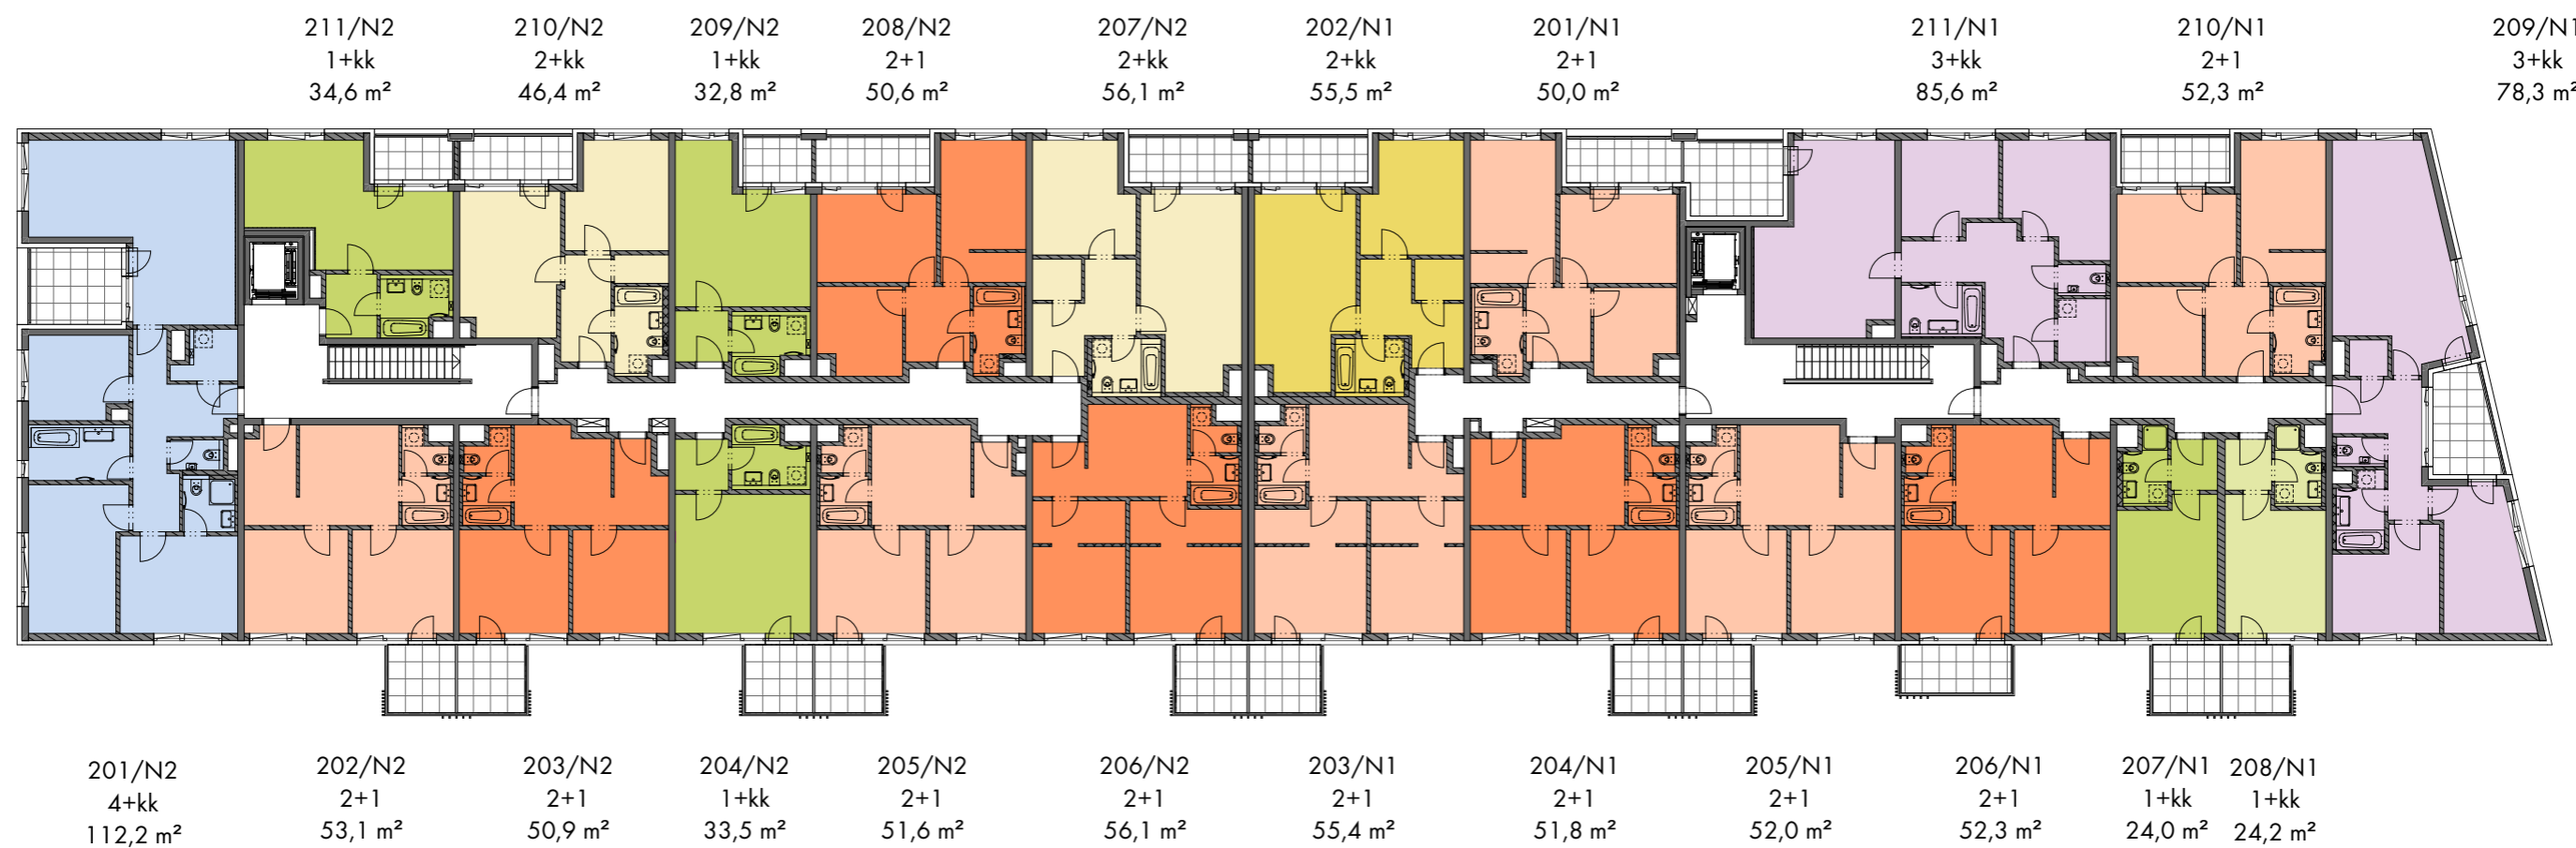 211/N2
1+kk
34,6 m²
210/N2
2+kk
46,4 m²
209/N2
1+kk
32,8 m²
208/N2
2+1
50,6 m²
207/N2
2+kk
56,1 m²
202/N1
2+kk
55,5 m²
201/N1
2+1
50,0 m²
211/N1
3+kk
85,6 m²
210/N1
2+1
52,3 m²
209/N1
3+kk
78,3 m²
201/N2
4+kk
112,2 m²
202/N2
2+1
53,1 m²
203/N2
2+1
50,9 m²
204/N2
1+kk
33,5 m²
205/N2
2+1
51,6 m²
206/N2
2+1
56,1 m²
203/N1
2+1
55,4 m²
204/N1
2+1
51,8 m²
205/N1
2+1
52,0 m²
206/N1
2+1
52,3 m²
207/N1
1+kk
24,0 m²
208/N1
1+kk
24,2 m²